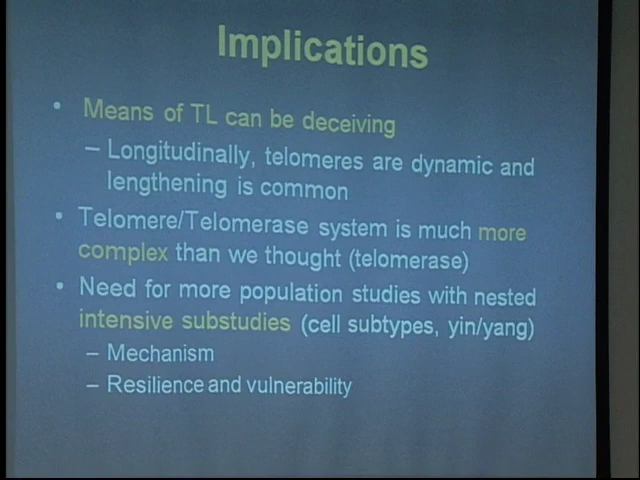 Implications
• Means of TL can be deceiving
– Longitudinally, telomeres are dynamic and
lengthening is common
• Telomere/Telomerase system is much more
complex than we thought (telomerase)
• Need for more population studies with nested
intensive substudies (cell subtypes, yin/yang)
– Mechanism
– Resilience and vulnerability